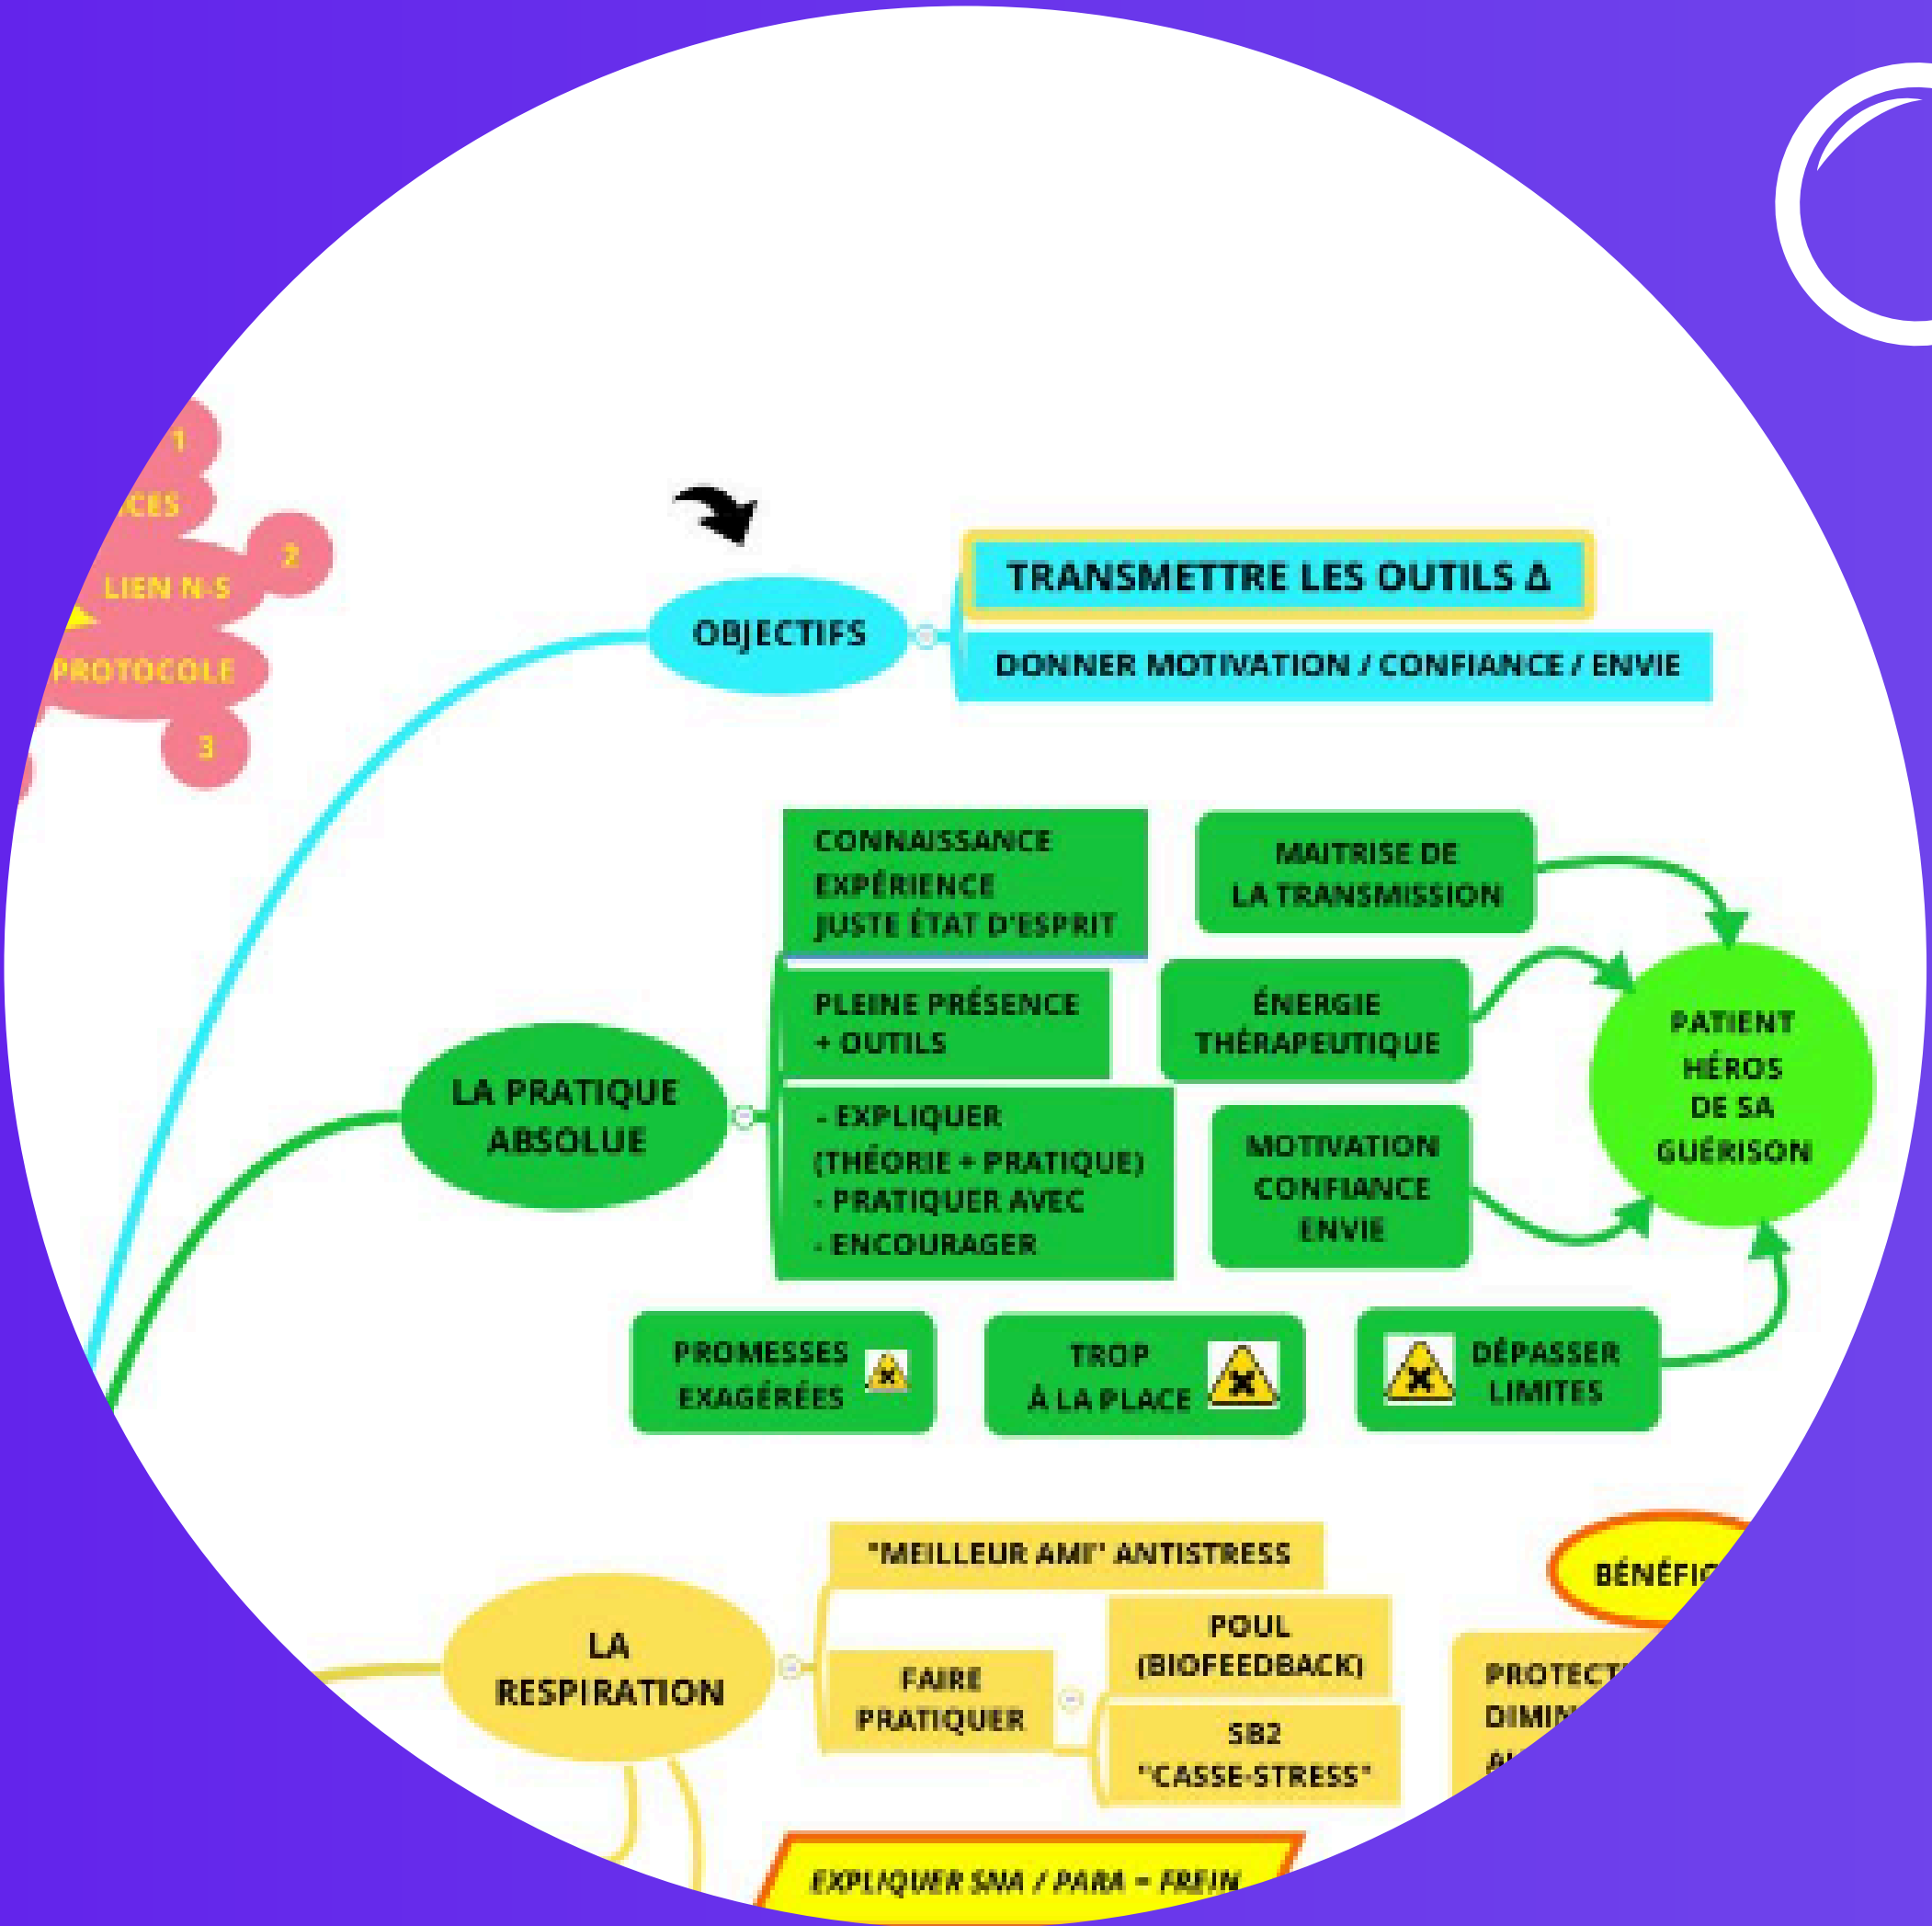 1
2
LIEN N-S
PROTOCOLE
3
OBJECTIFS
TRANSMETTRE LES OUTILS Δ
DONNER MOTIVATION / CONFIANCE / ENVIE
LA PRATIQUE
ABSOLUE
CONNAISSANCE
EXPÉRIENCE
JUSTE ÉTAT D'ESPRIT
PLEINE PRÉSENCE
+ OUTILS
- EXPLIQUER
(THÉORIE + PRATIQUE)
- PRATIQUER AVEC
- ENCOURAGER
MAITRISE DE
LA TRANSMISSION
ÉNERGIE
THÉRAPEUTIQUE
MOTIVATION
CONFIANCE
ENVIE
PATIENT
HÉROS
DE SA
GUÉRISON
PROMESSES
EXAGÉRÉES
TROP
À LA PLACE
DÉPASSER
LIMITES
LA
RESPIRATION
"MEILLEUR AMI" ANTISTRESS
FAIRE
PRATIQUER
POUL
(BIOFEEDBACK)
SB2
"CASSE-STRESS"
EXPLIQUER SNA / PARA = FREIN